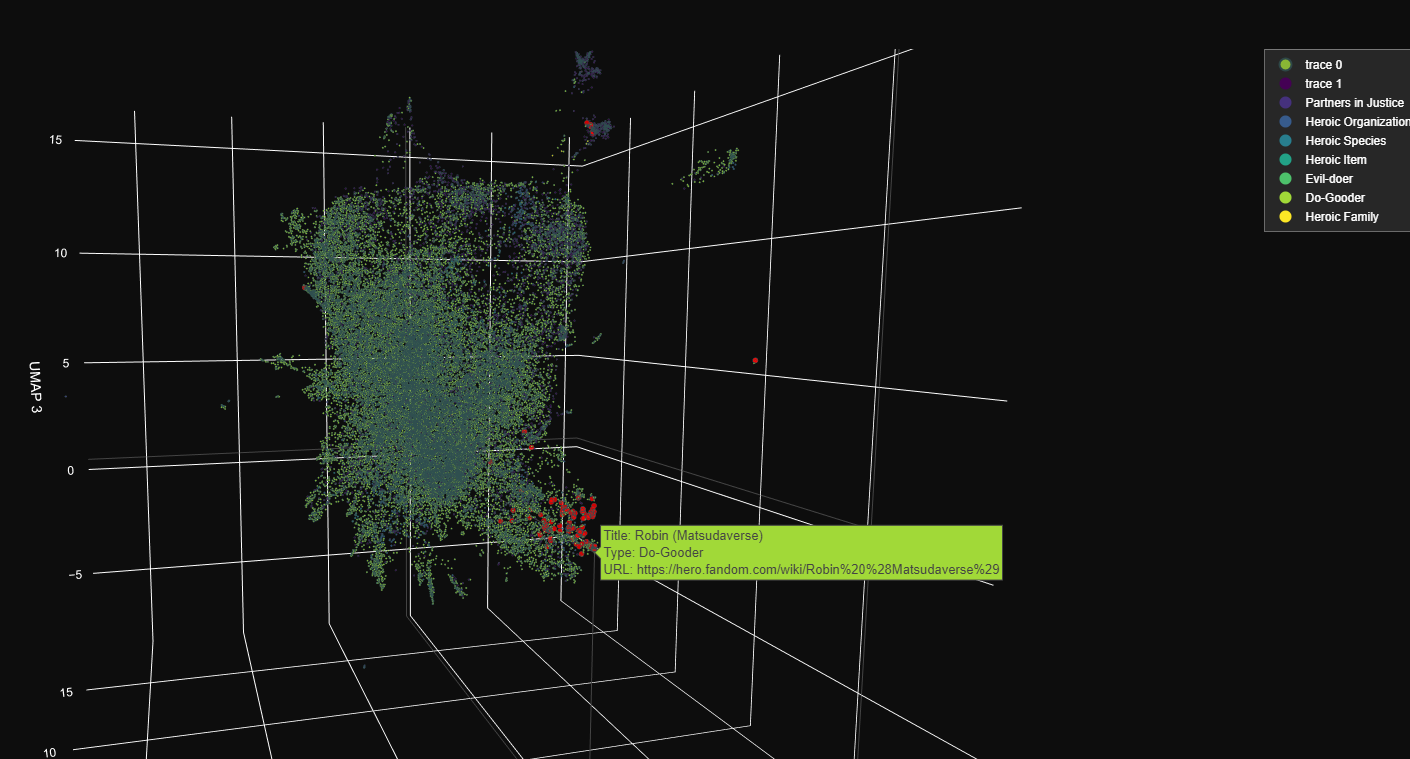 trace 0
trace 1
Partners in Justice
Heroic Organization
Heroic Species
Heroic Item
Evil-doer
Do-Gooder
Heroic Family
15
10
5
UMAP 3
0
−5
15
10
Title: Robin (Matsudaverse)
Type: Do-Gooder
URL: https://hero.fandom.com/wiki/Robin%20%28Matsudaverse%29